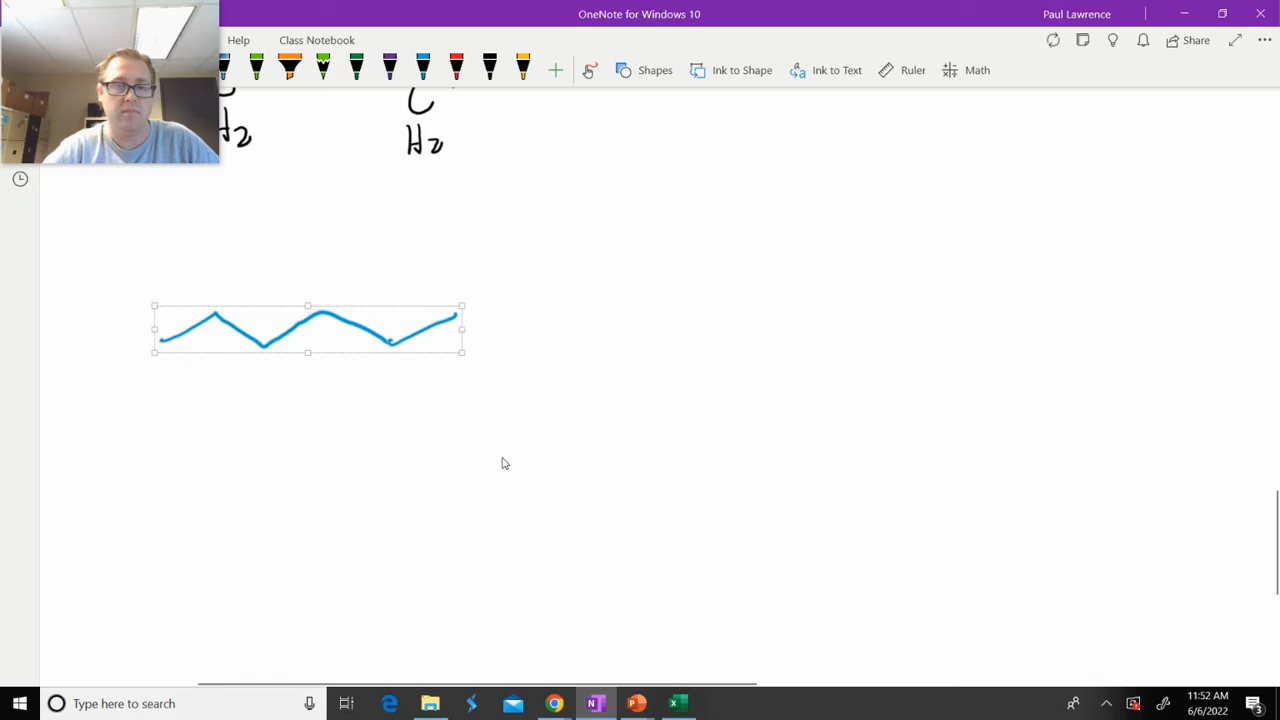 OneNote for Windows 10
Paul Lawrence
Help Class Notebook
Share
Shapes Ink to Shape Ink to Text Ruler Math
C
H2
H2
Type here to search
11:52 AM
6/6/2022
3